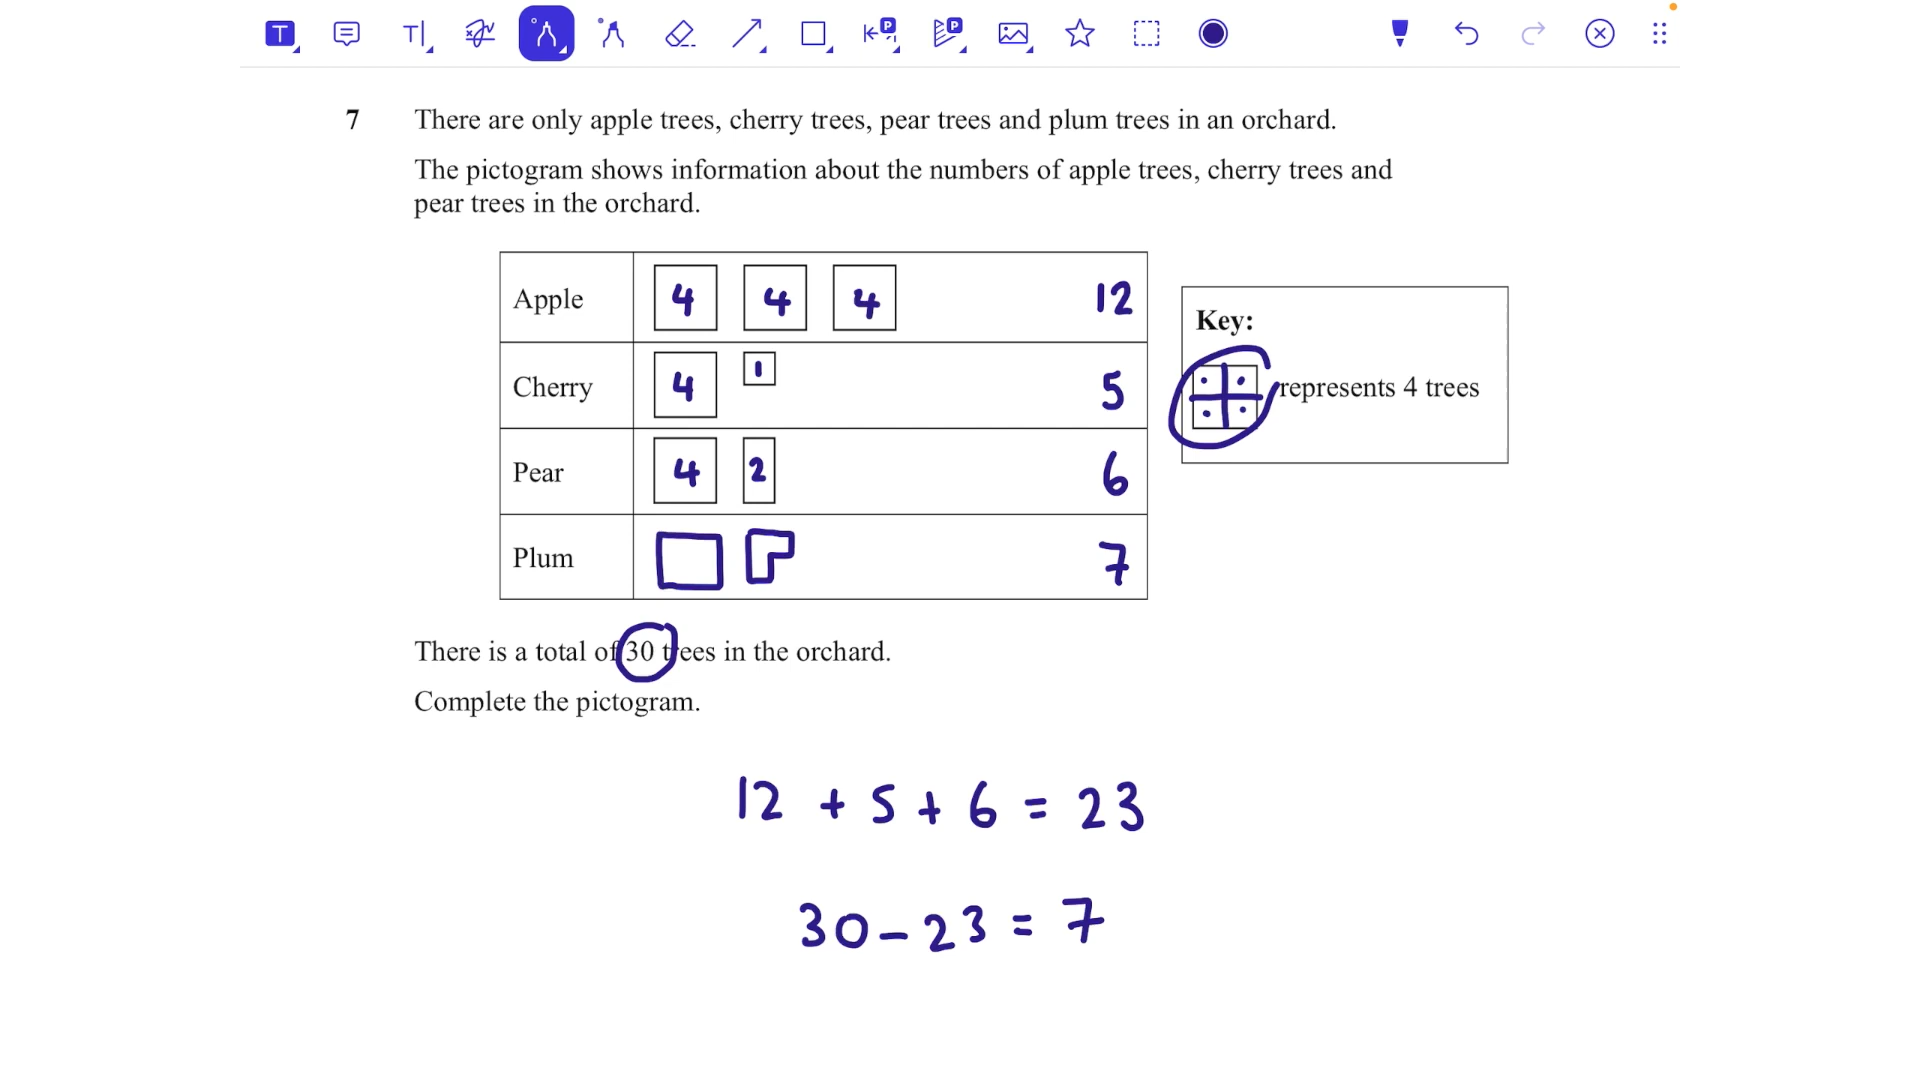 7 There are only apple trees, cherry trees, pear trees and plum trees in an orchard.
The pictogram shows information about the numbers of apple trees, cherry trees and
pear trees in the orchard.
Apple 4 4 4 12
Cherry 4 1 5
Pear 4 2 6
Plum 7
Key:
represents 4 trees
There is a total of 30 trees in the orchard.
Complete the pictogram.
12 + 5 + 6 = 23
30 - 23 = 7